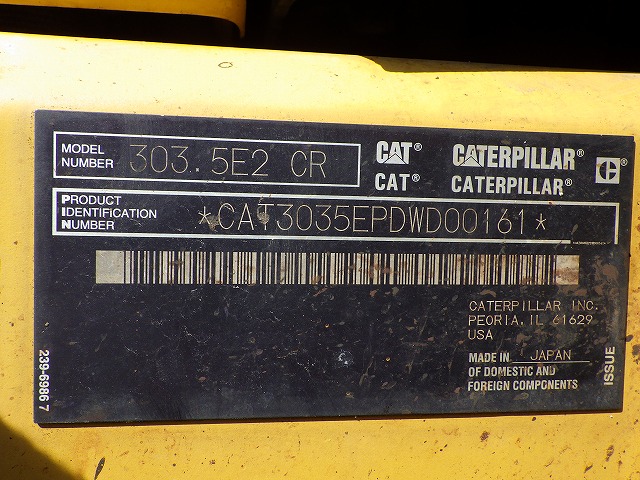 MODEL NUMBER 303.5E2 CR
CAT® CATERPILLAR®
CAT® CATERPILLAR®
PRODUCT IDENTIFICATION NUMBER *CAT3035EPDWD00161*
CATERPILLAR INC.
PEORIA, IL 61629
USA
MADE IN JAPAN
OF DOMESTIC AND
FOREIGN COMPONENTS
ISSUE
239-6986 7